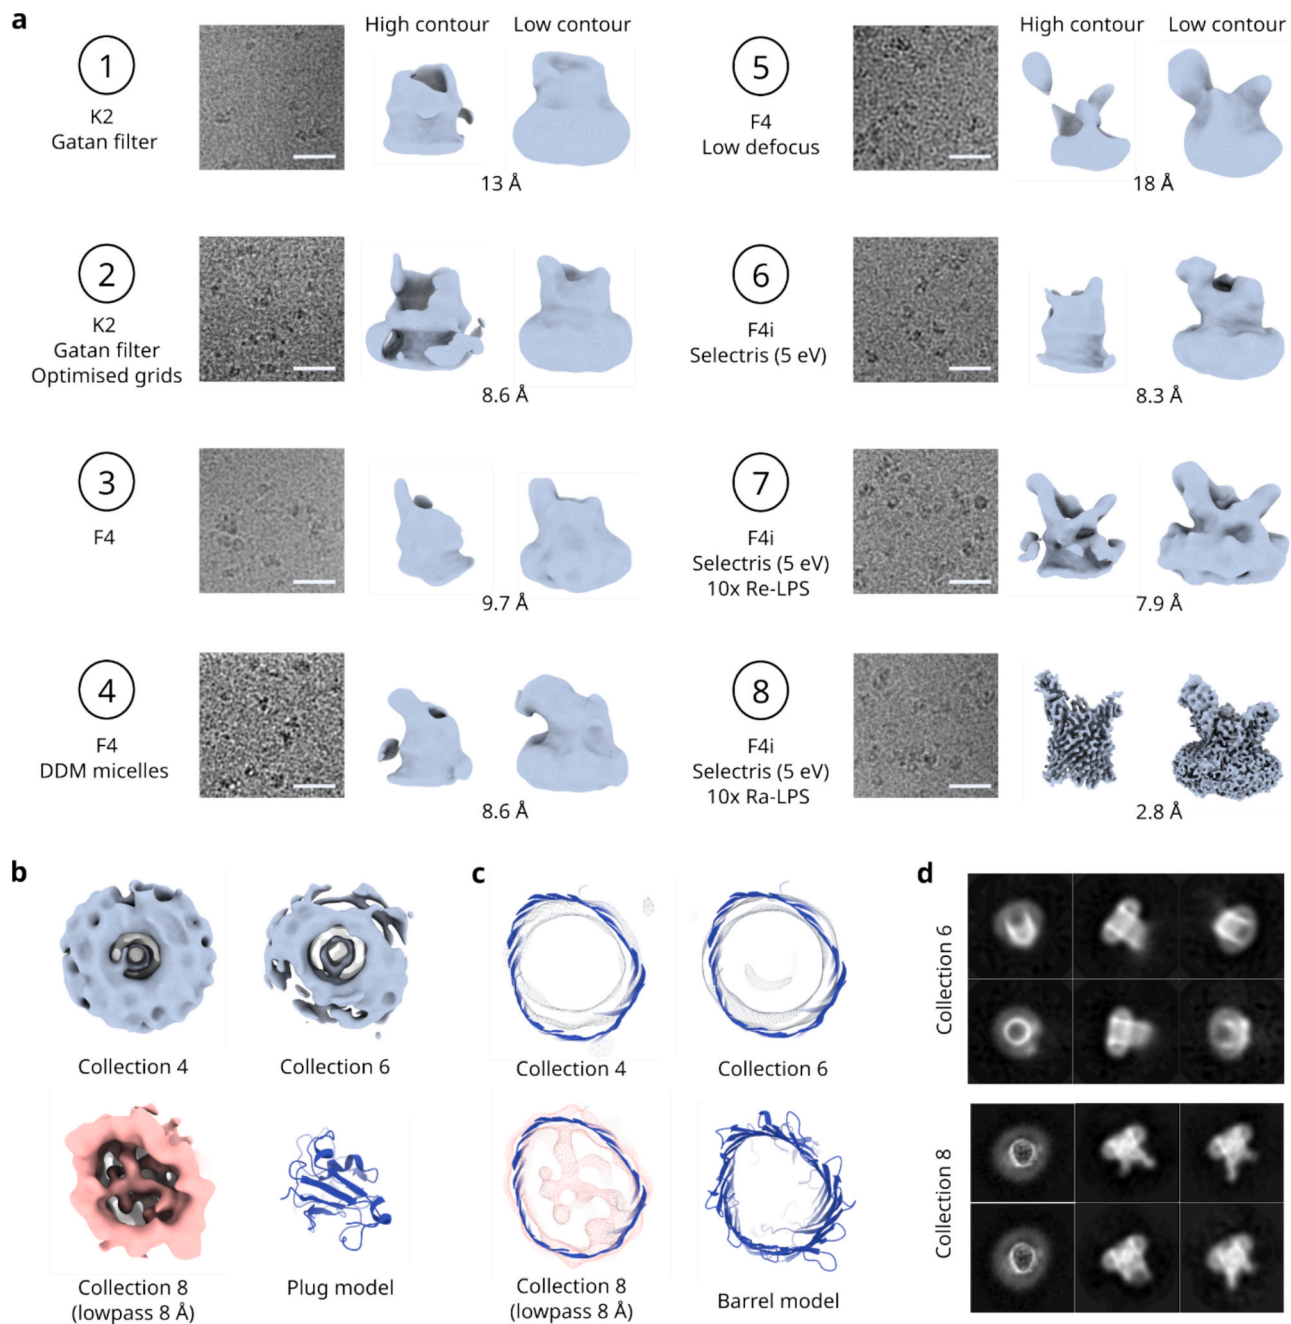 a
High contour
Low contour
1
K2
Gatan filter
13 Å
2
K2
Gatan filter
Optimised grids
8.6 Å
3
F4
9.7 Å
4
F4
DDM micelles
8.6 Å
High contour
Low contour
5
F4
Low defocus
18 Å
6
F4i
Selectris (5 eV)
8.3 Å
7
F4i
Selectris (5 eV)
10x Re-LPS
7.9 Å
8
F4i
Selectris (5 eV)
10x Ra-LPS
2.8 Å
b
Collection 4
Collection 6
Collection 8
(lowpass 8 Å)
Plug model
c
Collection 4
Collection 6
Collection 8
(lowpass 8 Å)
Barrel model
d
Collection 6
Collection 8